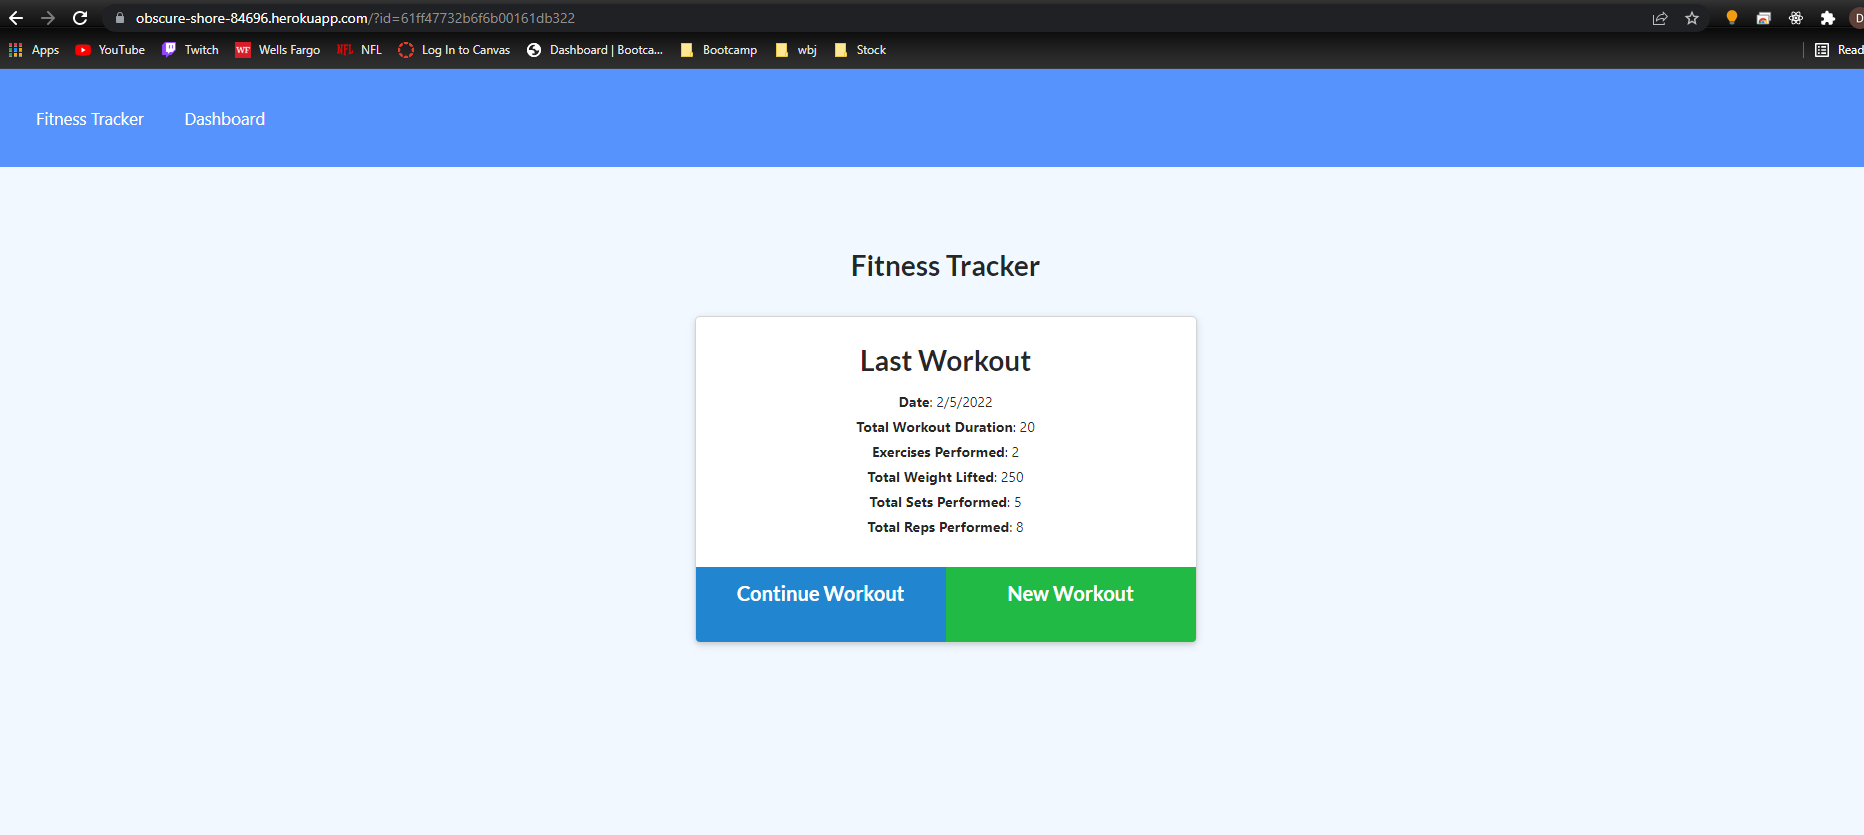 obscure-shore-84696.herokuapp.com/?id=61ff47732b6f6b00161db322
D
Apps YouTube Twitch WF Wells Fargo NFL NFL Log In to Canvas Dashboard | Bootca... Bootcamp wbj Stock Read
Fitness Tracker Dashboard
Fitness Tracker
Last Workout
Date: 2/5/2022
Total Workout Duration: 20
Exercises Performed: 2
Total Weight Lifted: 250
Total Sets Performed: 5
Total Reps Performed: 8
Continue Workout New Workout